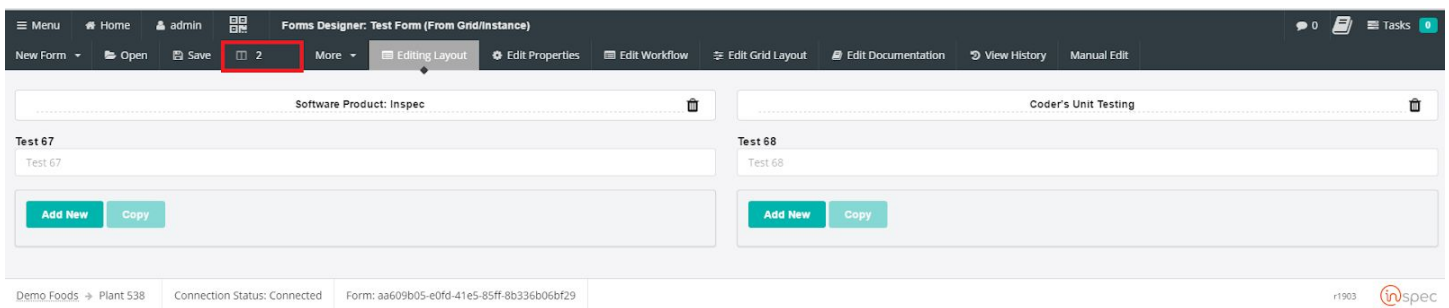 Menu Home admin Forms Designer: Test Form (From Grid/Instance) 0 Tasks 0
New Form Open Save 2 More Editing Layout Edit Properties Edit Workflow Edit Grid Layout Edit Documentation View History Manual Edit
Software Product: Inspec Coder's Unit Testing
Test 67 Test 68
Test 67 Test 68
Add New Copy Add New Copy
Demo Foods → Plant 538 Connection Status: Connected Form: aa609b05-e0fd-41e5-85ff-8b336b06bf29 r1903 inspec